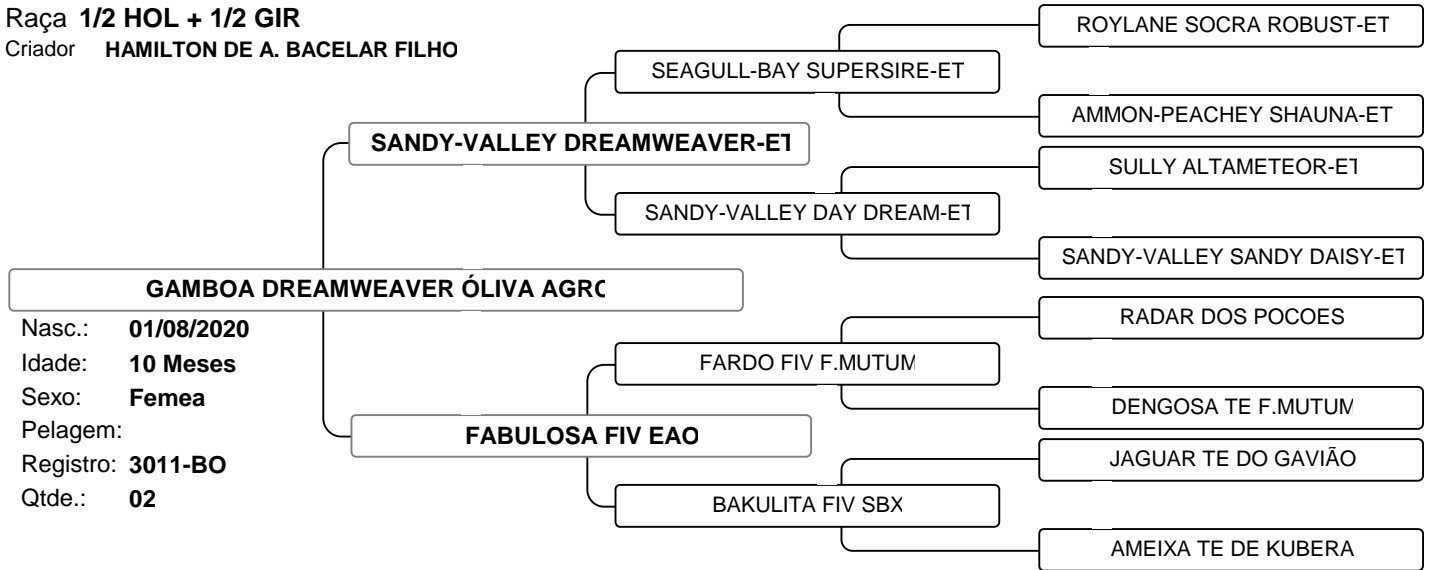 Raça 1/2 HOL + 1/2 GIR
Criador HAMILTON DE A. BACELAR FILHO
ROYLANE SOCRA ROBUST-ET
SEAGULL-BAY SUPERSIRE-ET
AMMON-PEACHEY SHAUNA-ET
SANDY-VALLEY DREAMWEAVER-ET
SULLY ALTAMETEOR-ET
SANDY-VALLEY DAY DREAM-ET
SANDY-VALLEY SANDY DAISY-ET
GAMBOA DREAMWEAVER ÓLIVA AGRO
RADAR DOS POCOES
Nasc.: 01/08/2020
FARDO FIV F.MUTUM
Idade: 10 Meses
DENGOSA TE F.MUTUM
Sexo: Femea
FABULOSA FIV EAO
Pelagem:
JAGUAR TE DO GAVIÃO
Registro: 3011-BO
BAKULITA FIV SBX
Qtde.: 02
AMEIXA TE DE KUBERA